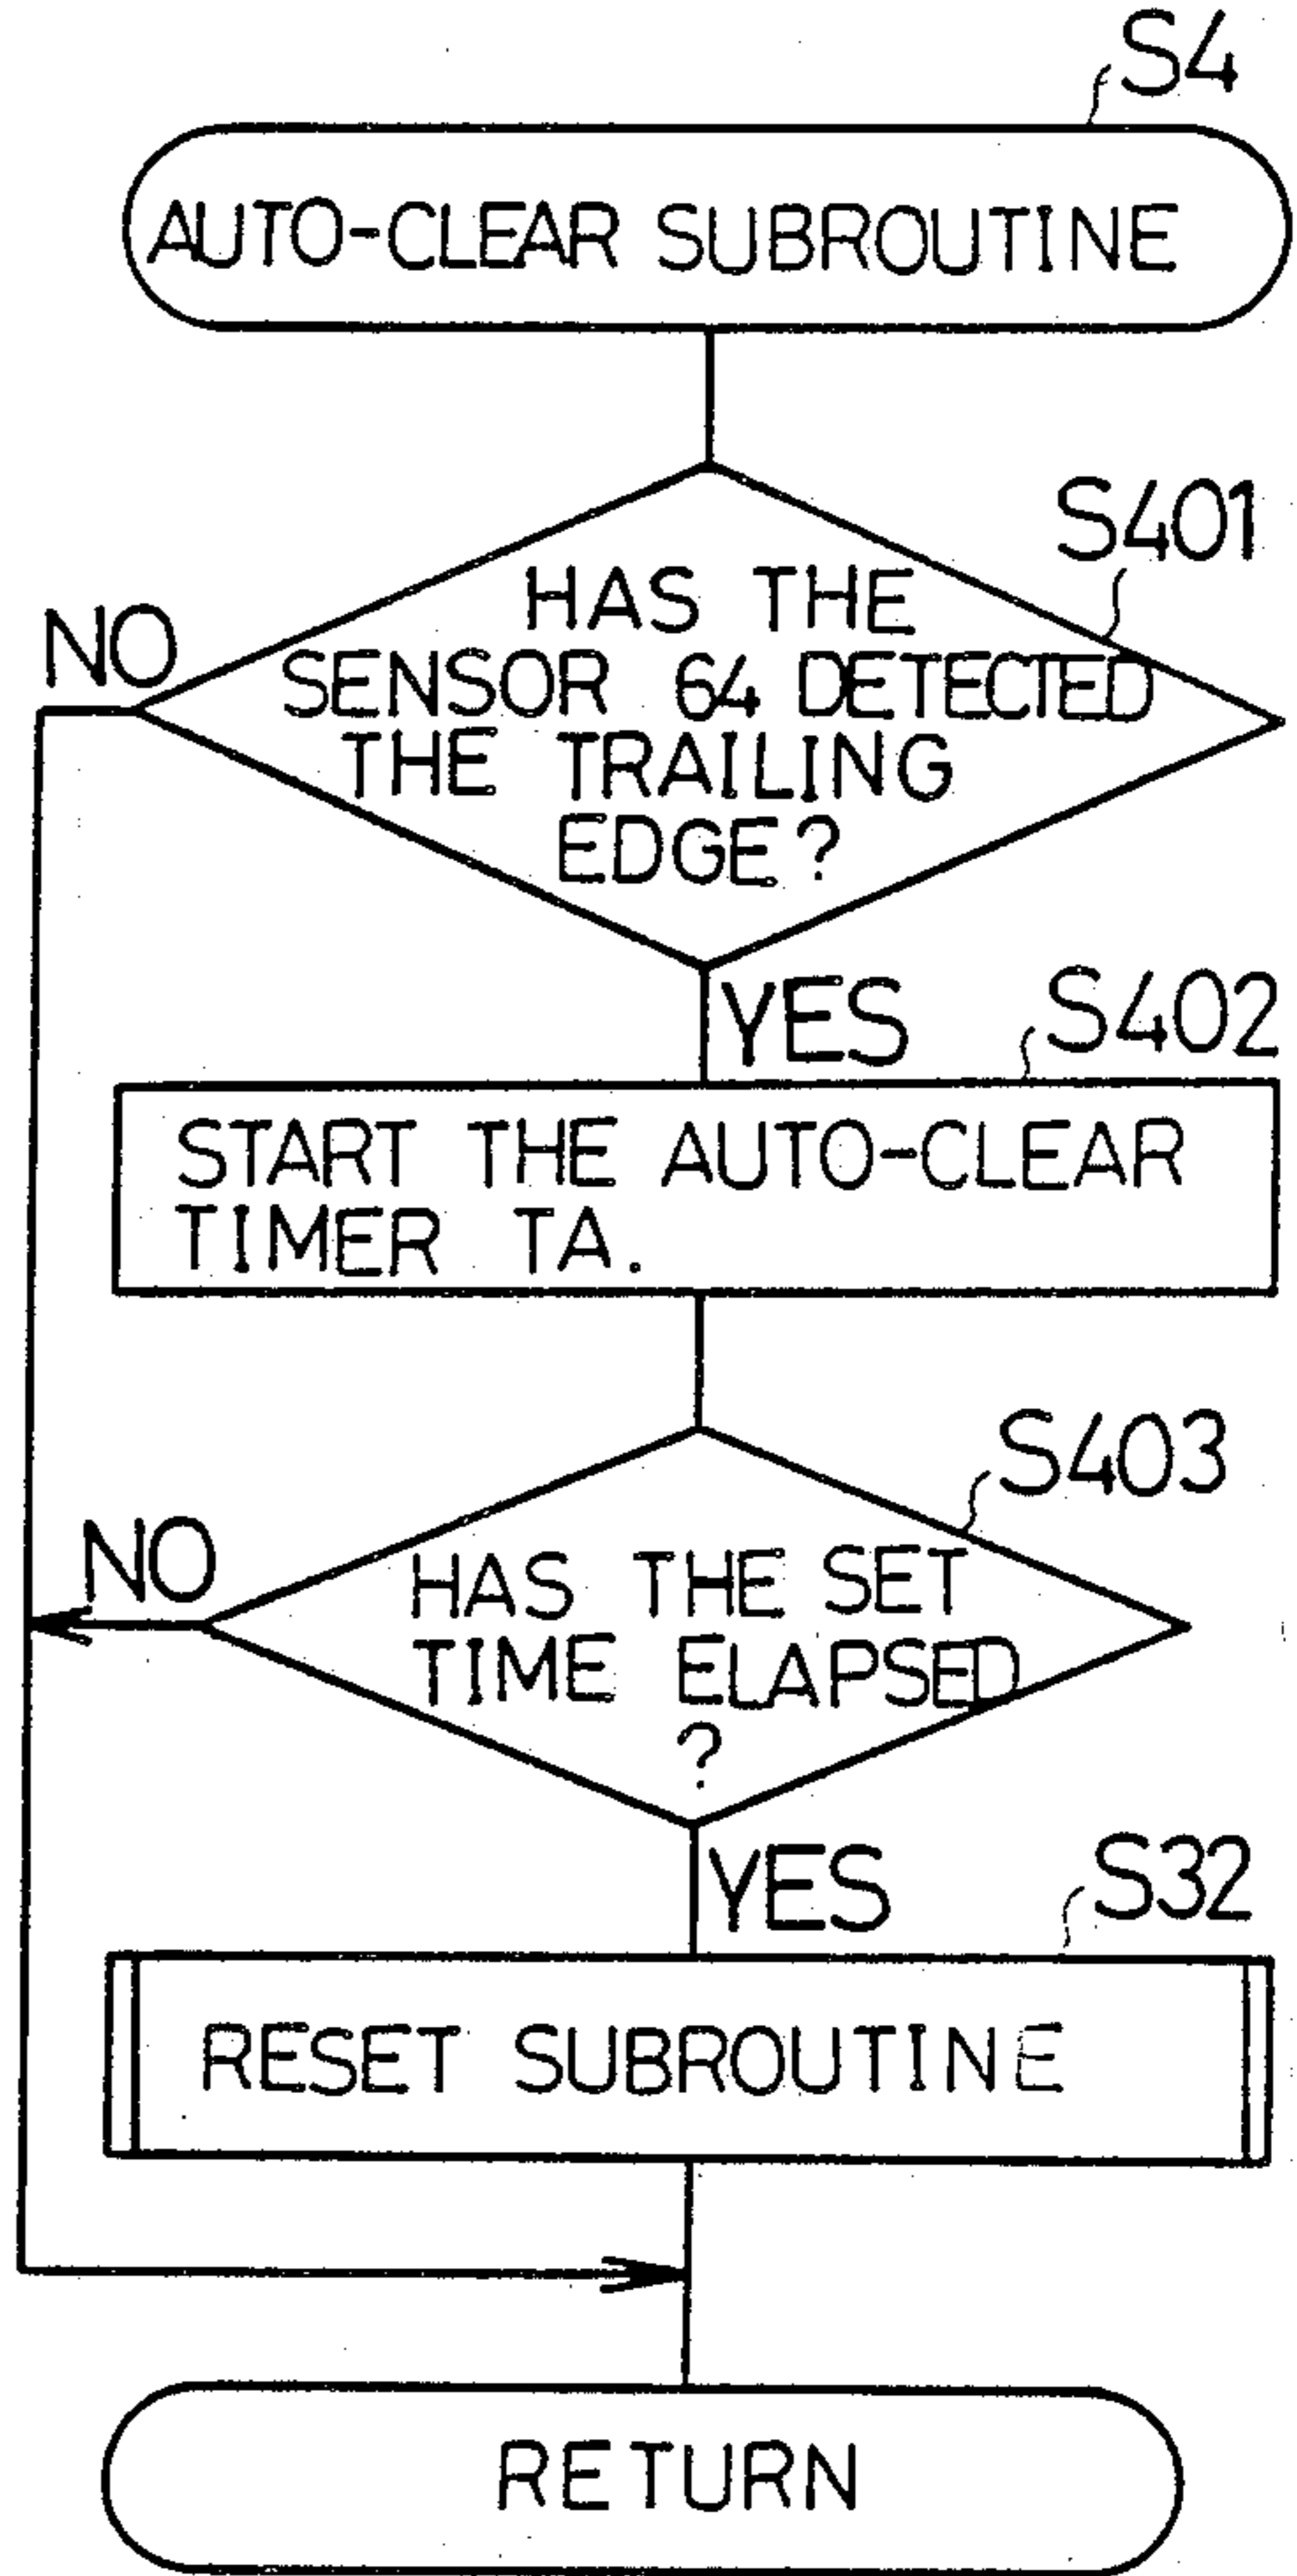 S4
AUTO-CLEAR SUBROUTINE
S401
HAS THE
NO
SENSOR 64 DETECTED
THE TRAILING
EDGE?
YES
S402
START THE AUTO-CLEAR
TIMER TA.
S403
NO
HAS THE SET
TIME ELAPSED
?
YES
S32
RESET SUBROUTINE
RETURN